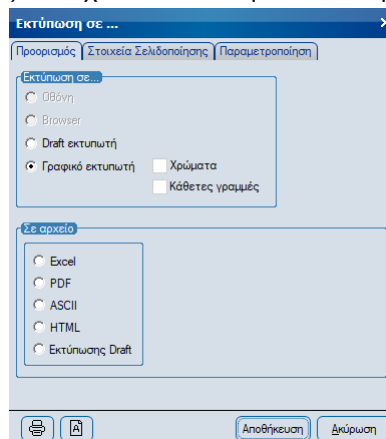 Εκτύπωση σε ...
Προορισμός Στοιχεία Σελιδοποίησης Παραμετροποίηση
Εκτύπωση σε...
Οθόνη
Browser
Draft εκτυπωτή
Γραφικό εκτυπωτή Χρώματα
Κάθετες γραμμές
Σε αρχείο
Excel
PDF
ASCII
HTML
Εκτύπωσης Draft
A Αποθήκευση Ακύρωση